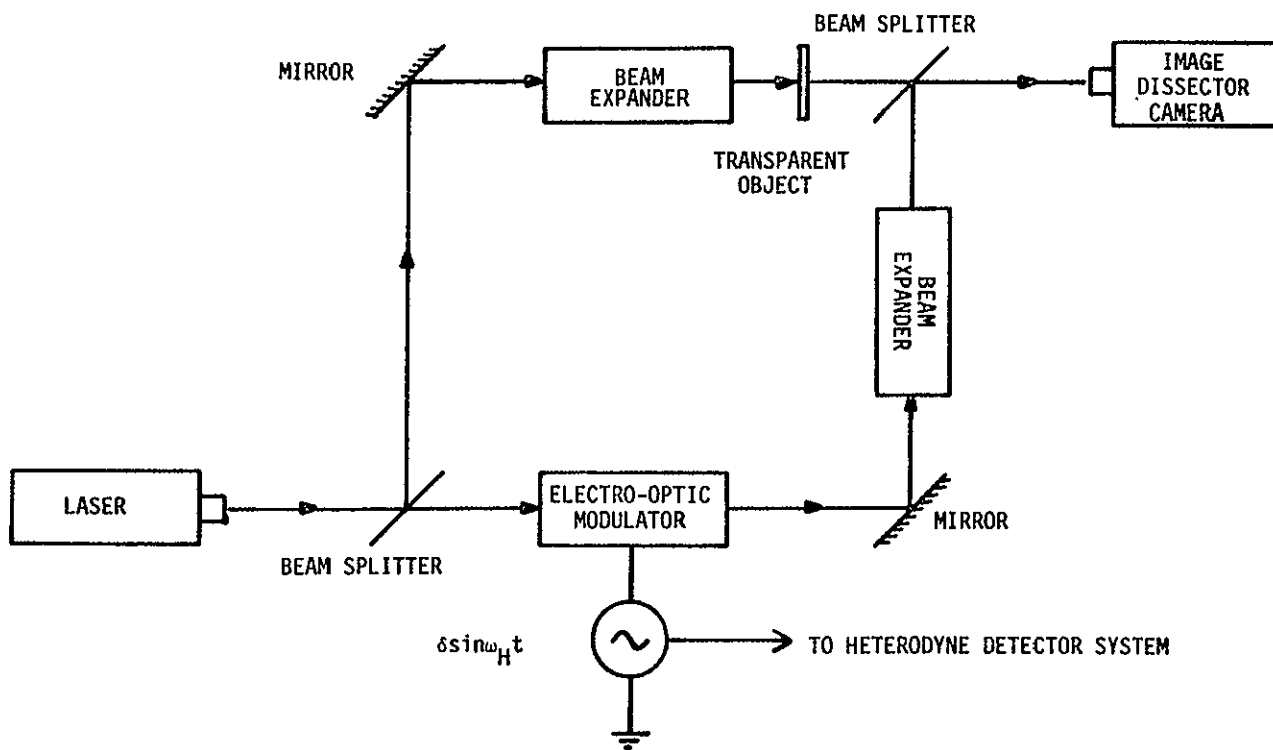 BEAM SPLITTER
MIRROR
BEAM
EXPANDER
IMAGE
DISSECTOR
CAMERA
TRANSPARENT
OBJECT
BEAM
EXPANDER
LASER
ELECTRO-OPTIC
MODULATOR
MIRROR
BEAM SPLITTER
δsinω_H t
TO HETERODYNE DETECTOR SYSTEM